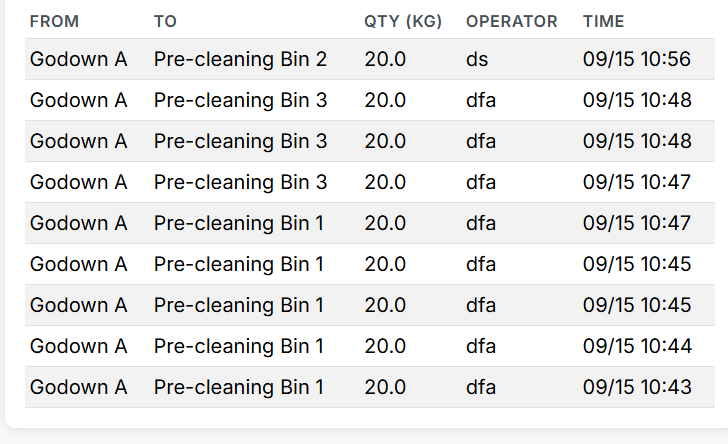 FROM TO QTY (KG) OPERATOR TIME
Godown A Pre-cleaning Bin 2 20.0 ds 09/15 10:56
Godown A Pre-cleaning Bin 3 20.0 dfa 09/15 10:48
Godown A Pre-cleaning Bin 3 20.0 dfa 09/15 10:48
Godown A Pre-cleaning Bin 3 20.0 dfa 09/15 10:47
Godown A Pre-cleaning Bin 1 20.0 dfa 09/15 10:47
Godown A Pre-cleaning Bin 1 20.0 dfa 09/15 10:45
Godown A Pre-cleaning Bin 1 20.0 dfa 09/15 10:45
Godown A Pre-cleaning Bin 1 20.0 dfa 09/15 10:44
Godown A Pre-cleaning Bin 1 20.0 dfa 09/15 10:43